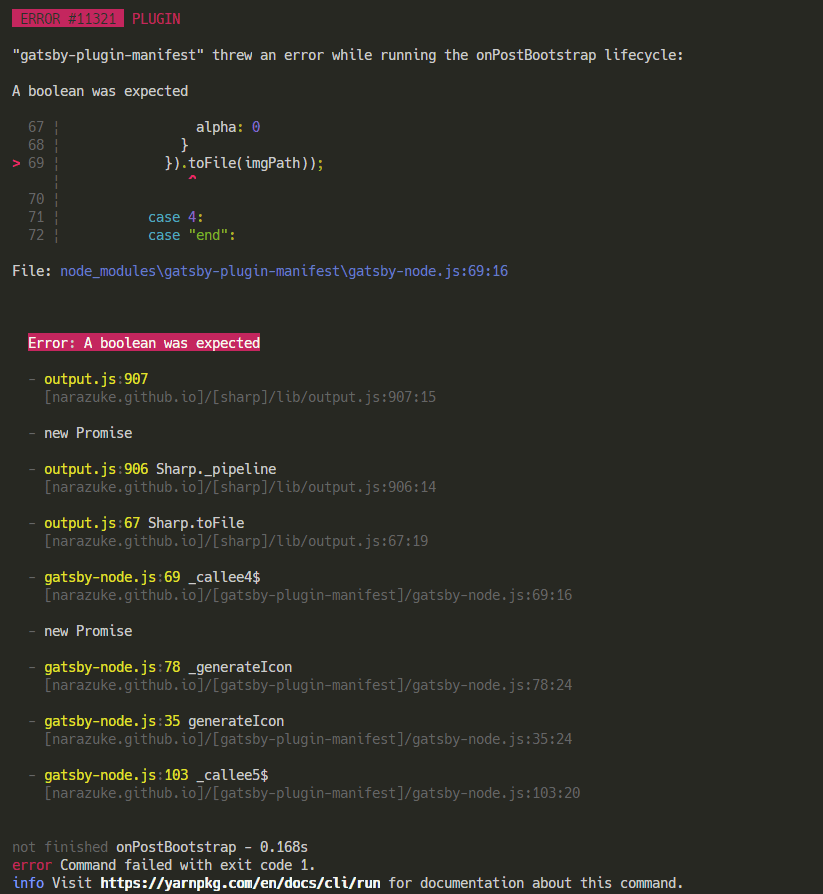 ERROR #11321 PLUGIN
"gatsby-plugin-manifest" threw an error while running the onPostBootstrap lifecycle:
A boolean was expected
67 ¦ alpha: 0
68 ¦ }
> 69 ¦ }).toFile(imgPath));
¦ ^
70 ¦
71 ¦ case 4:
72 ¦ case "end":
File: node_modules\gatsby-plugin-manifest\gatsby-node.js:69:16
Error: A boolean was expected
- output.js:907
[narazuke.github.io]/[sharp]/lib/output.js:907:15
- new Promise
- output.js:906 Sharp._pipeline
[narazuke.github.io]/[sharp]/lib/output.js:906:14
- output.js:67 Sharp.toFile
[narazuke.github.io]/[sharp]/lib/output.js:67:19
- gatsby-node.js:69 _callee4$
[narazuke.github.io]/[gatsby-plugin-manifest]/gatsby-node.js:69:16
- new Promise
- gatsby-node.js:78 _generateIcon
[narazuke.github.io]/[gatsby-plugin-manifest]/gatsby-node.js:78:24
- gatsby-node.js:35 generateIcon
[narazuke.github.io]/[gatsby-plugin-manifest]/gatsby-node.js:35:24
- gatsby-node.js:103 _callee5$
[narazuke.github.io]/[gatsby-plugin-manifest]/gatsby-node.js:103:20
not finished onPostBootstrap - 0.168s
error Command failed with exit code 1.
info Visit https://yarnpkg.com/en/docs/cli/run for documentation about this command.